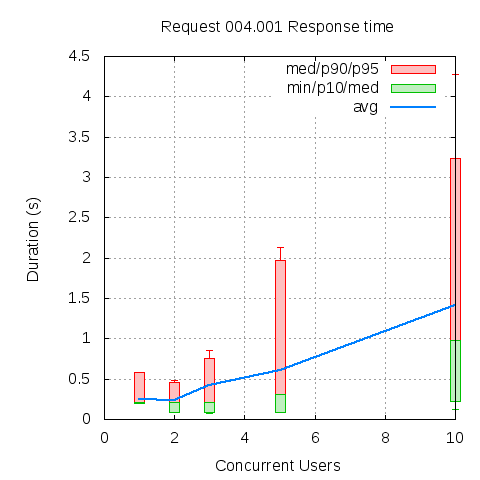 Request 004.001 Response time
med/p90/p95
min/p10/med
avg
4.5
4
3.5
3
2.5
2
1.5
1
0.5
0
Duration (s)
0 2 4 6 8 10
Concurrent Users